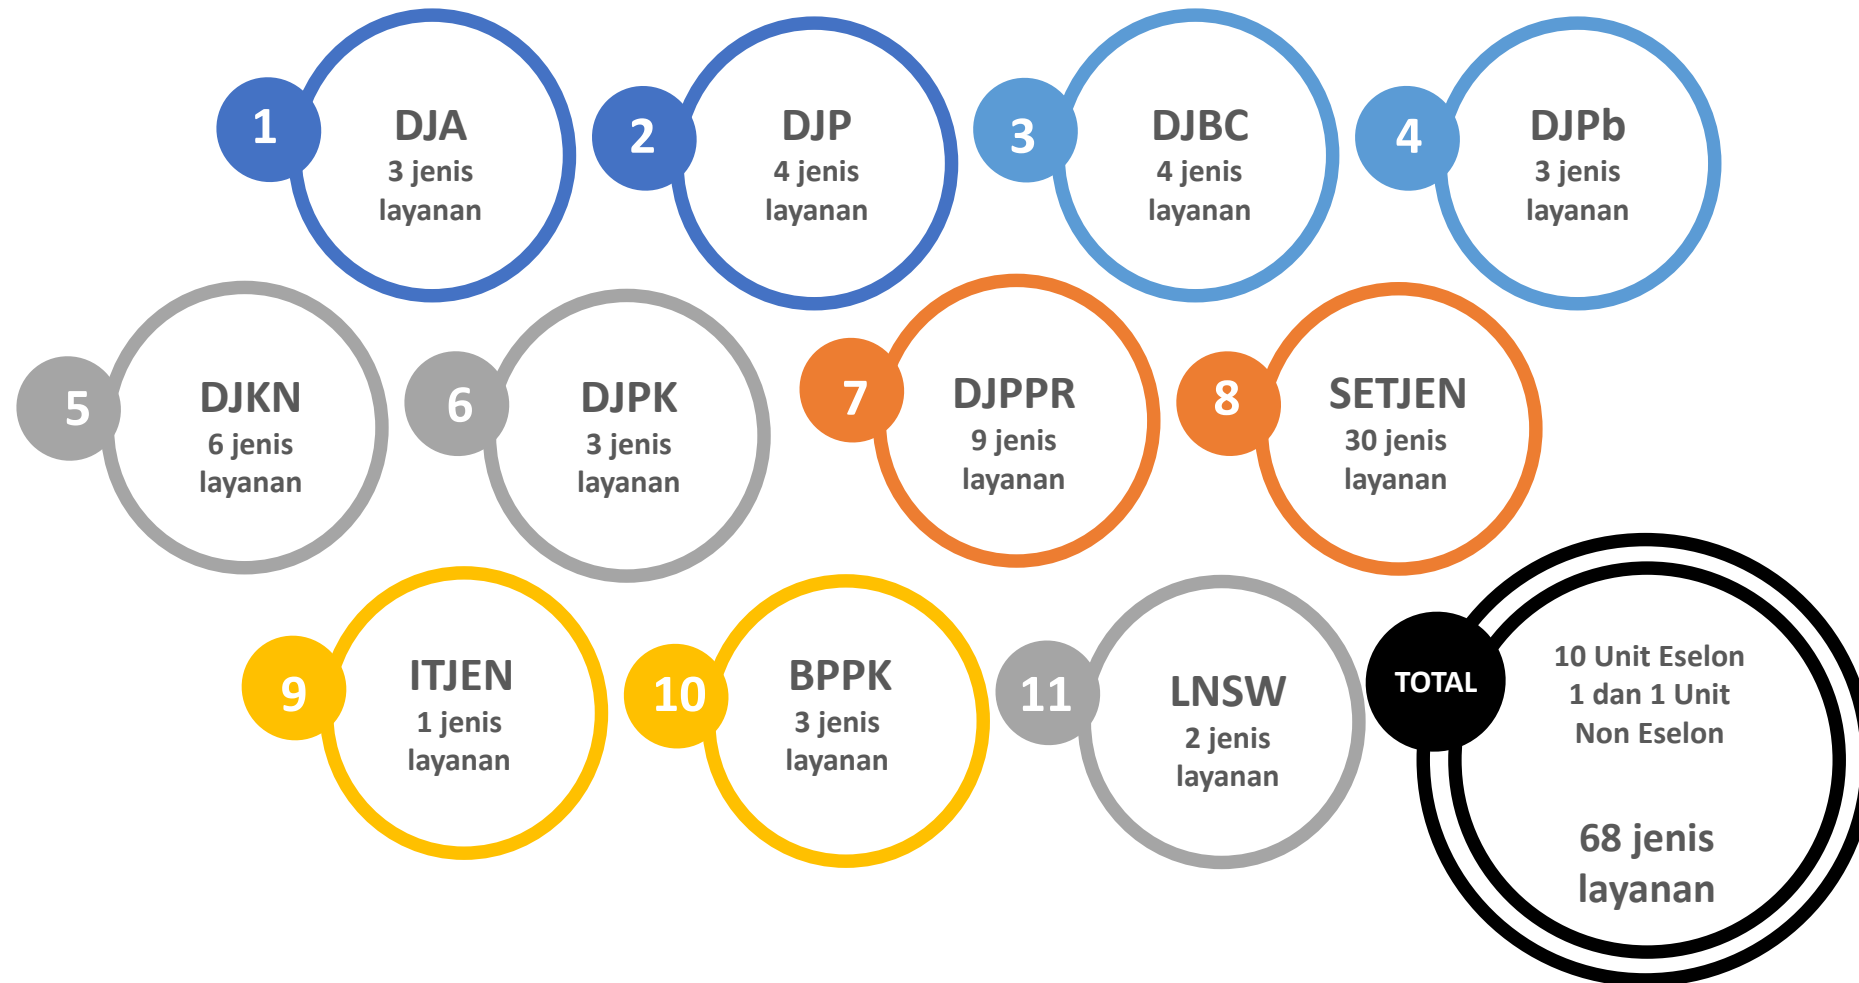 1
DJA
3 jenis
layanan
2
DJP
4 jenis
layanan
3
DJBC
4 jenis
layanan
4
DJPb
3 jenis
layanan
5
DJKN
6 jenis
layanan
6
DJPK
3 jenis
layanan
7
DJPPR
9 jenis
layanan
8
SETJEN
30 jenis
layanan
9
ITJEN
1 jenis
layanan
10
BPPK
3 jenis
layanan
11
LNSW
2 jenis
layanan
TOTAL
10 Unit Eselon
1 dan 1 Unit
Non Eselon
68 jenis
layanan